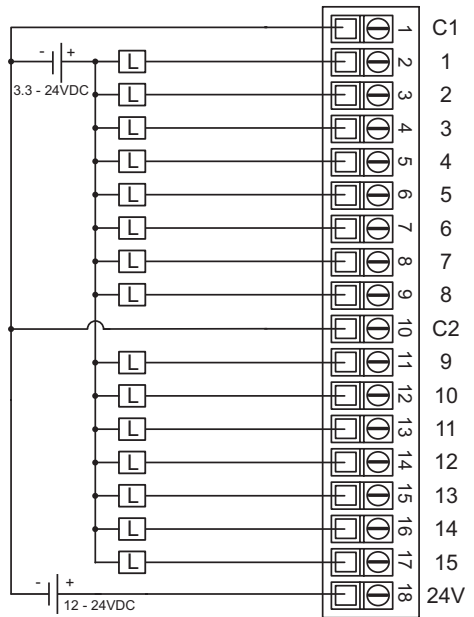 1 C1
- +
3.3 - 24VDC
L 2 1
L 3 2
L 4 3
L 5 4
L 6 5
L 7 6
L 8 7
L 9 8
10 C2
L 11 9
L 12 10
L 13 11
L 14 12
L 15 13
L 16 14
L 17 15
- +
12 - 24VDC
18 24V